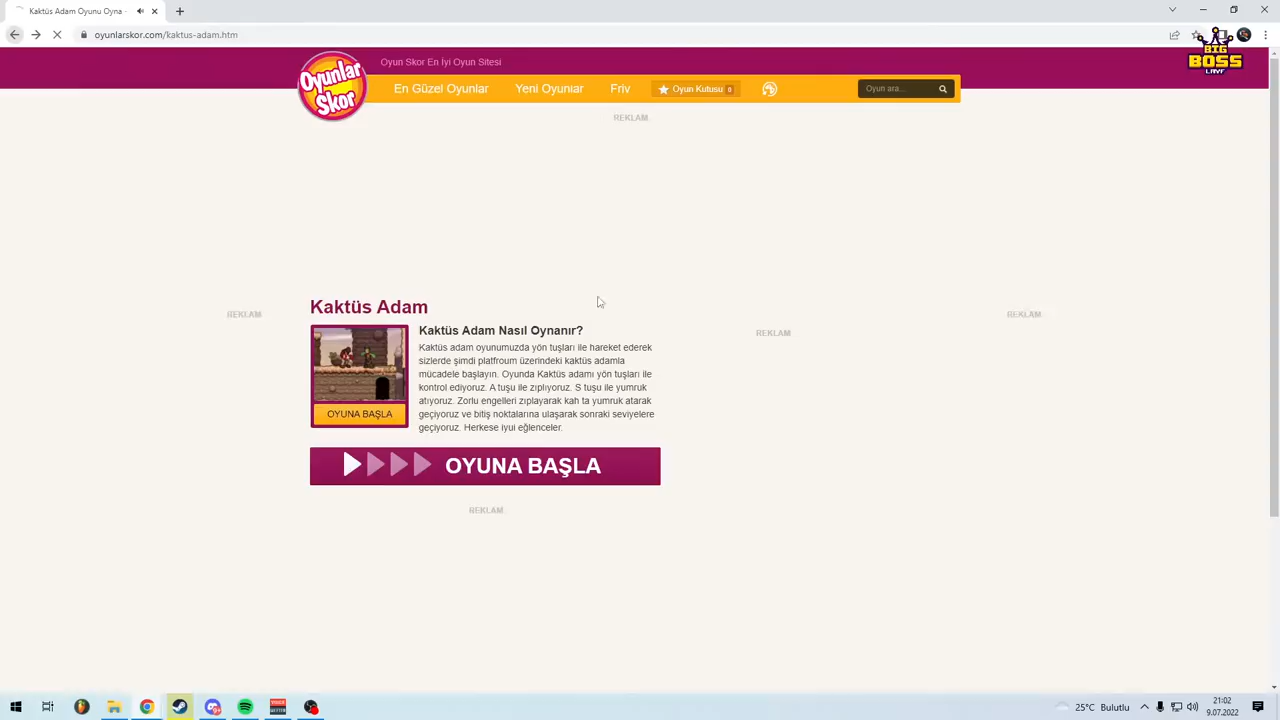 Kaktüs Adam Oyunu Oyna
oyunlarskor.com/kaktus-adam.htm
BIG
BOSS
LAYF
Oyunlar
Skor
Oyun Skor En İyi Oyun Sitesi
En Güzel Oyunlar
Yeni Oyunlar
Friv
Oyun Kutusu 0
Oyun ara...
REKLAM
Kaktüs Adam
REKLAM
REKLAM
REKLAM
OYUNA BAŞLA
Kaktüs Adam Nasıl Oynanır?
Kaktüs adam oyunumuzda yön tuşları ile hareket ederek
sizlerde şimdi platfroum üzerindeki kaktüs adamla
mücadele başlayın. Oyunda Kaktüs adamı yön tuşları ile
kontrol ediyoruz. A tuşu ile zıplıyoruz. S tuşu ile yumruk
atıyoruz. Zorlu engelleri zıplayarak kah ta yumruk atarak
geçiyoruz ve bitiş noktalarına ulaşarak sonraki seviyelere
geçiyoruz. Herkese iyui eğlenceler.
OYUNA BAŞLA
REKLAM
25°C Bulutlu
21:02
9.07.2022